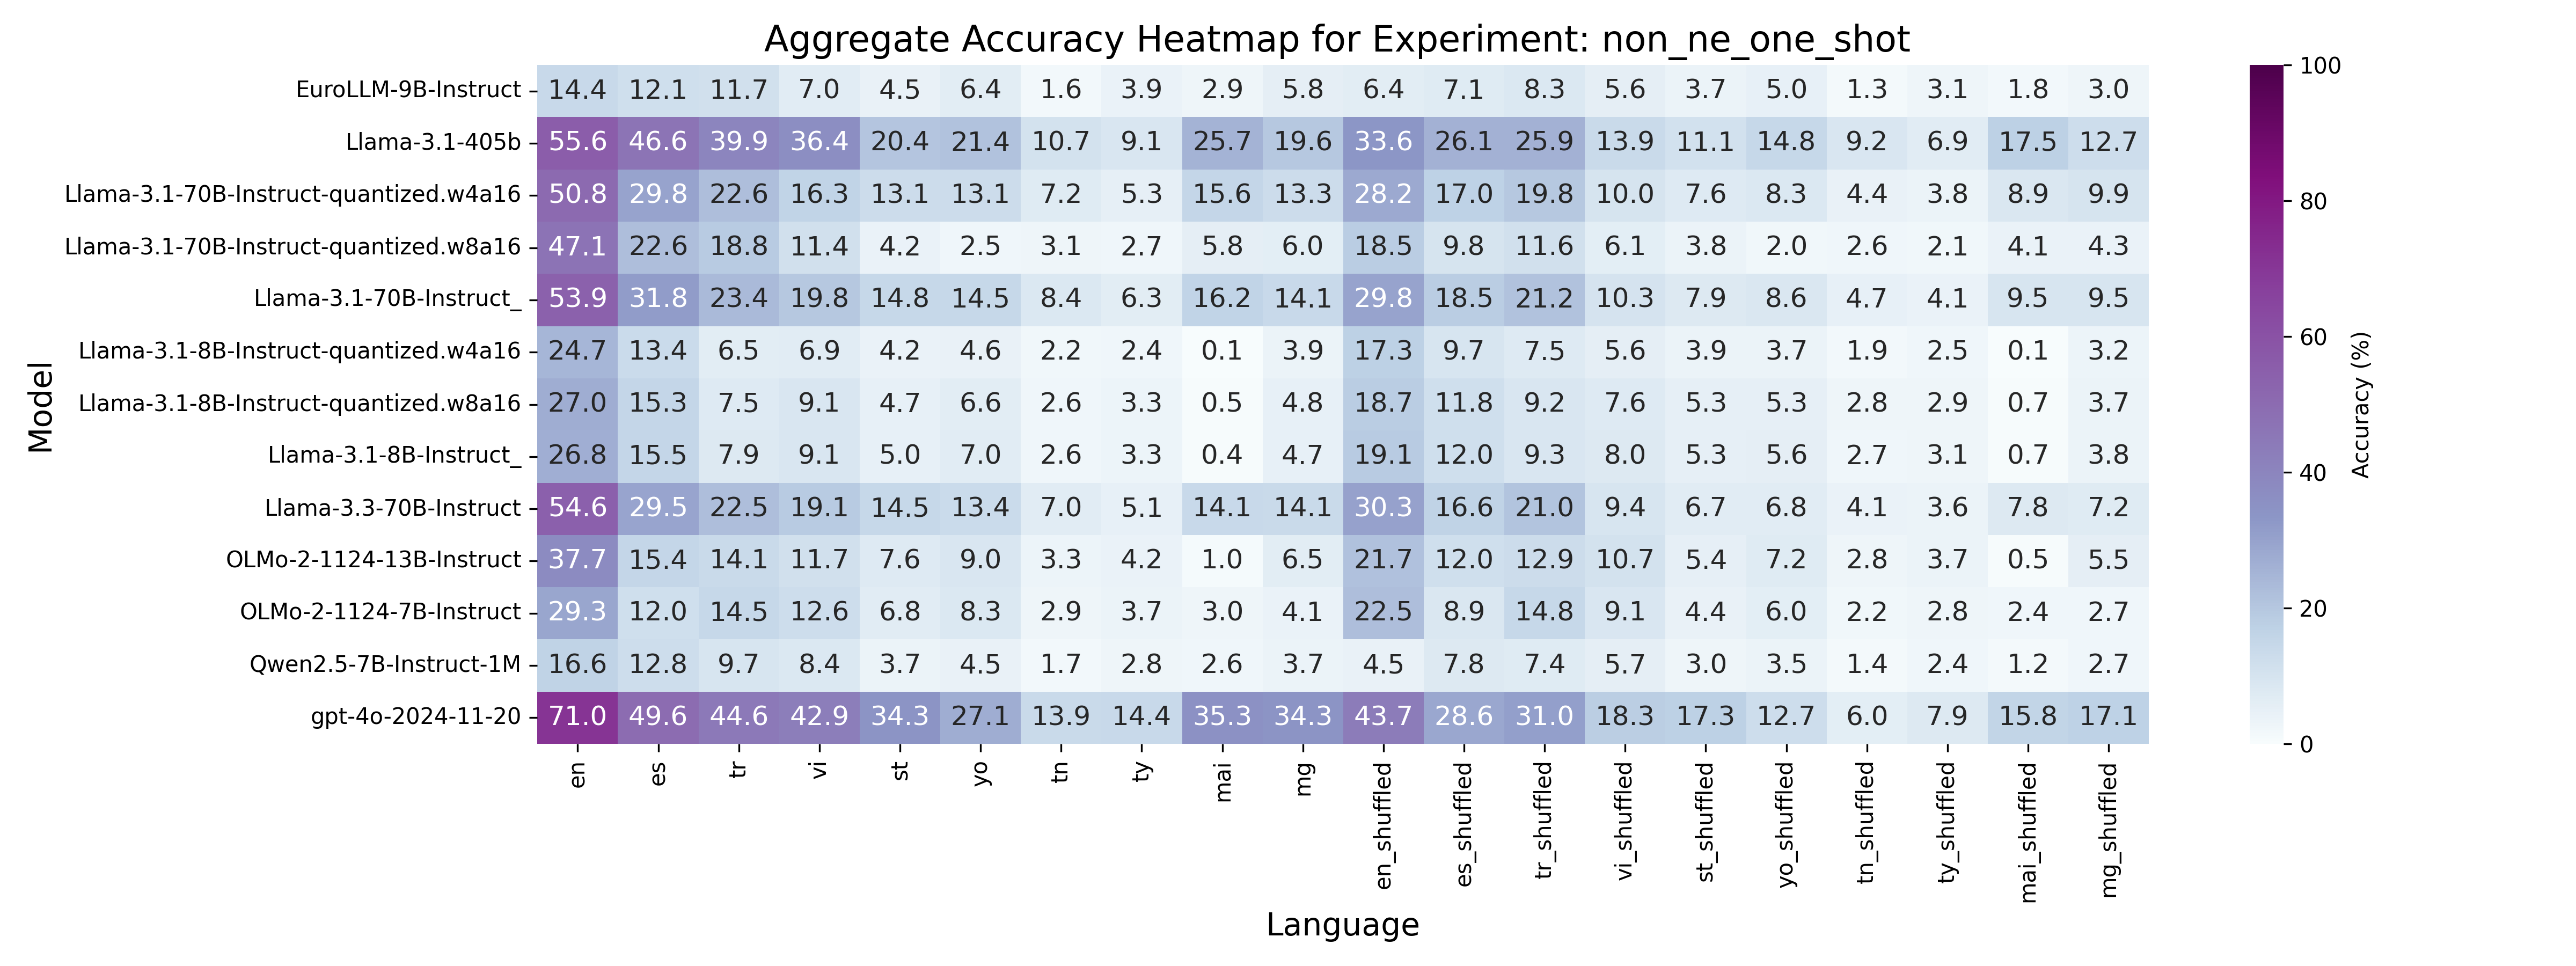 Aggregate Accuracy Heatmap for Experiment: non_ne_one_shot
Model
EuroLLM-9B-Instruct 14.4 12.1 11.7 7.0 4.5 6.4 1.6 3.9 2.9 5.8 6.4 7.1 8.3 5.6 3.7 5.0 1.3 3.1 1.8 3.0
Llama-3.1-405b 55.6 46.6 39.9 36.4 20.4 21.4 10.7 9.1 25.7 19.6 33.6 26.1 25.9 13.9 11.1 14.8 9.2 6.9 17.5 12.7
Llama-3.1-70B-Instruct-quantized.w4a16 50.8 29.8 22.6 16.3 13.1 13.1 7.2 5.3 15.6 13.3 28.2 17.0 19.8 10.0 7.6 8.3 4.4 3.8 8.9 9.9
Llama-3.1-70B-Instruct-quantized.w8a16 47.1 22.6 18.8 11.4 4.2 2.5 3.1 2.7 5.8 6.0 18.5 9.8 11.6 6.1 3.8 2.0 2.6 2.1 4.1 4.3
Llama-3.1-70B-Instruct_ 53.9 31.8 23.4 19.8 14.8 14.5 8.4 6.3 16.2 14.1 29.8 18.5 21.2 10.3 7.9 8.6 4.7 4.1 9.5 9.5
Llama-3.1-8B-Instruct-quantized.w4a16 24.7 13.4 6.5 6.9 4.2 4.6 2.2 2.4 0.1 3.9 17.3 9.7 7.5 5.6 3.9 3.7 1.9 2.5 0.1 3.2
Llama-3.1-8B-Instruct-quantized.w8a16 27.0 15.3 7.5 9.1 4.7 6.6 2.6 3.3 0.5 4.8 18.7 11.8 9.2 7.6 5.3 5.3 2.8 2.9 0.7 3.7
Llama-3.1-8B-Instruct_ 26.8 15.5 7.9 9.1 5.0 7.0 2.6 3.3 0.4 4.7 19.1 12.0 9.3 8.0 5.3 5.6 2.7 3.1 0.7 3.8
Llama-3.3-70B-Instruct 54.6 29.5 22.5 19.1 14.5 13.4 7.0 5.1 14.1 14.1 30.3 16.6 21.0 9.4 6.7 6.8 4.1 3.6 7.8 7.2
OLMo-2-1124-13B-Instruct 37.7 15.4 14.1 11.7 7.6 9.0 3.3 4.2 1.0 6.5 21.7 12.0 12.9 10.7 5.4 7.2 2.8 3.7 0.5 5.5
OLMo-2-1124-7B-Instruct 29.3 12.0 14.5 12.6 6.8 8.3 2.9 3.7 3.0 4.1 22.5 8.9 14.8 9.1 4.4 6.0 2.2 2.8 2.4 2.7
Qwen2.5-7B-Instruct-1M 16.6 12.8 9.7 8.4 3.7 4.5 1.7 2.8 2.6 3.7 4.5 7.8 7.4 5.7 3.0 3.5 1.4 2.4 1.2 2.7
gpt-4o-2024-11-20 71.0 49.6 44.6 42.9 34.3 27.1 13.9 14.4 35.3 34.3 43.7 28.6 31.0 18.3 17.3 12.7 6.0 7.9 15.8 17.1
en es tr vi st yo tn ty mai mg en_shuffled es_shuffled tr_shuffled vi_shuffled st_shuffled yo_shuffled tn_shuffled ty_shuffled mai_shuffled mg_shuffled
Language
100
80
60
40
20
0
Accuracy (%)